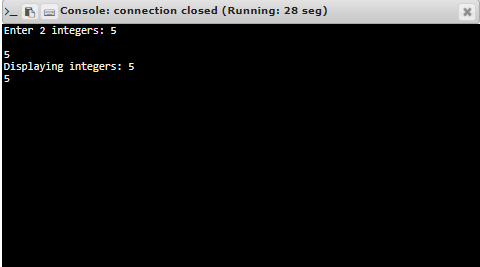 Console: connection closed (Running: 28 seg)
Enter 2 integers: 5
5
Displaying integers: 5
5